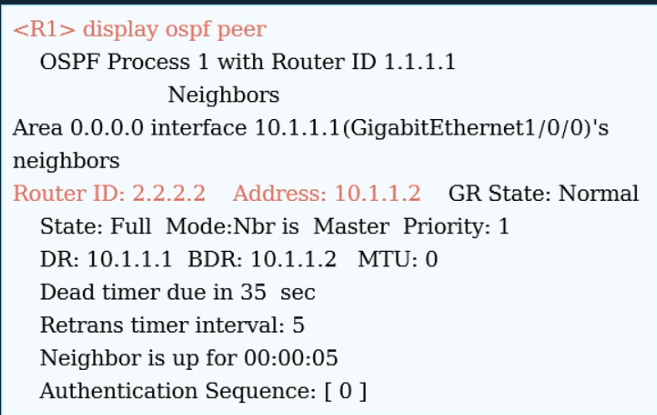 <R1> display ospf peer
OSPF Process 1 with Router ID 1.1.1.1
Neighbors
Area 0.0.0.0 interface 10.1.1.1(GigabitEthernet1/0/0)'s
neighbors
Router ID: 2.2.2.2 Address: 10.1.1.2 GR State: Normal
State: Full Mode:Nbr is Master Priority: 1
DR: 10.1.1.1 BDR: 10.1.1.2 MTU: 0
Dead timer due in 35 sec
Retrans timer interval: 5
Neighbor is up for 00:00:05
Authentication Sequence: [ 0 ]